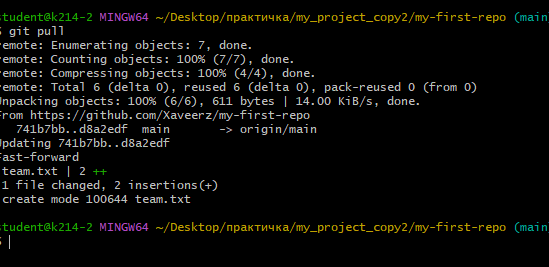 student@k214-2 MINGW64 ~/Desktop/практичка/my_project_copy2/my-first-repo (main
$ git pull
remote: Enumerating objects: 7, done.
remote: Counting objects: 100% (7/7), done.
remote: Compressing objects: 100% (4/4), done.
remote: Total 6 (delta 0), reused 6 (delta 0), pack-reused 0 (from 0)
Unpacking objects: 100% (6/6), 611 bytes | 14.00 KiB/s, done.
From https://github.com/Xaveerz/my-first-repo
741b7bb..d8a2edf main -> origin/main
Updating 741b7bb..d8a2edf
Fast-forward
team.txt | 2 ++
1 file changed, 2 insertions(+)
create mode 100644 team.txt
student@k214-2 MINGW64 ~/Desktop/практичка/my_project_copy2/my-first-repo (main
$